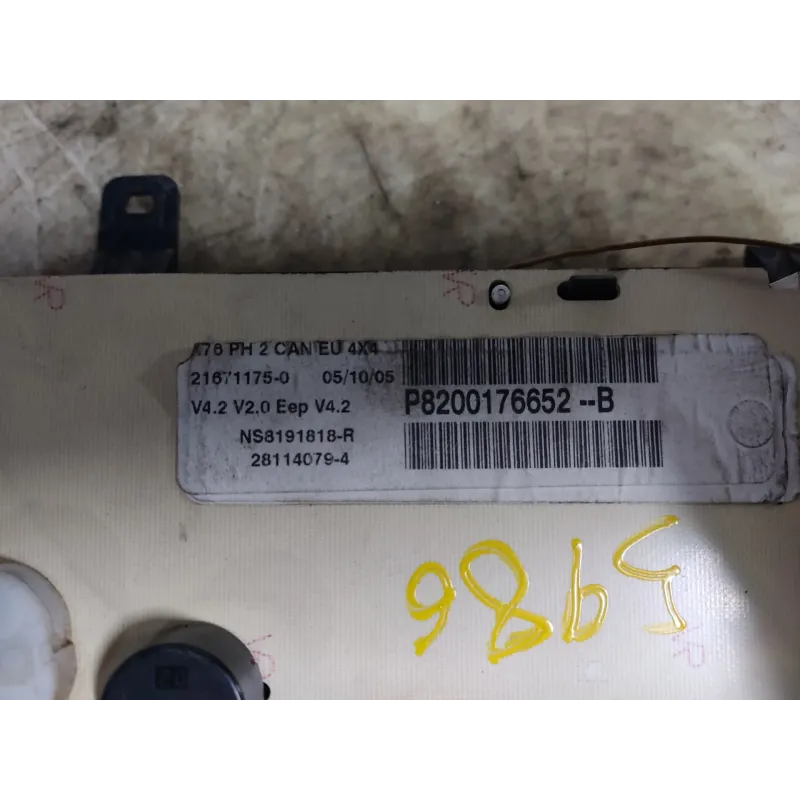 X76 PH 2 CAN EU 4X4
21671175-0 05/10/05
V4.2 V2.0 Eep V4.2
P8200176652 --B
NS8191818-R
28114079-4